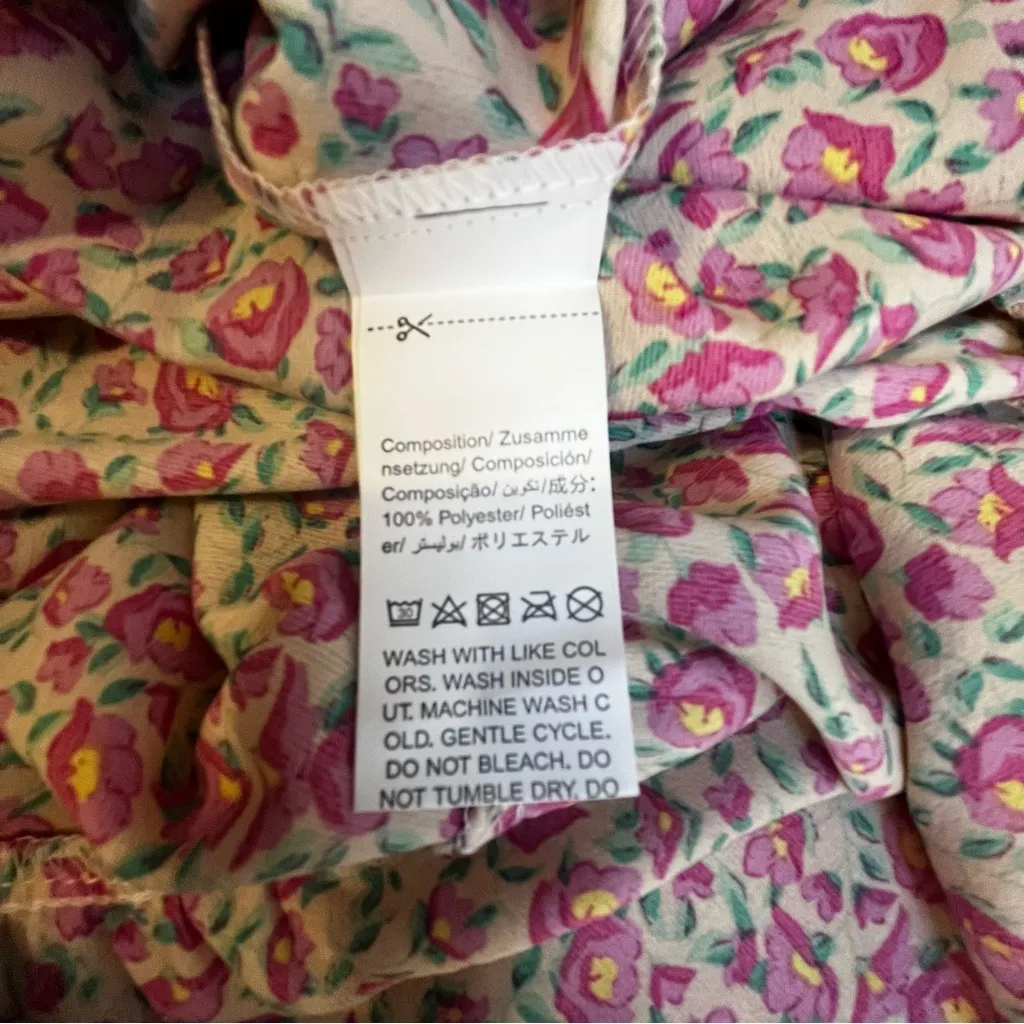 Composition/ Zusamme
nsetzung/ Composición/
Composição/ تكوين/成分:
100% Polyester/ Poliést
er/ بوليستر/ ポリエステル
30
WASH WITH LIKE COL
ORS. WASH INSIDE O
UT. MACHINE WASH C
OLD. GENTLE CYCLE.
DO NOT BLEACH. DO
NOT TUMBLE DRY. DO